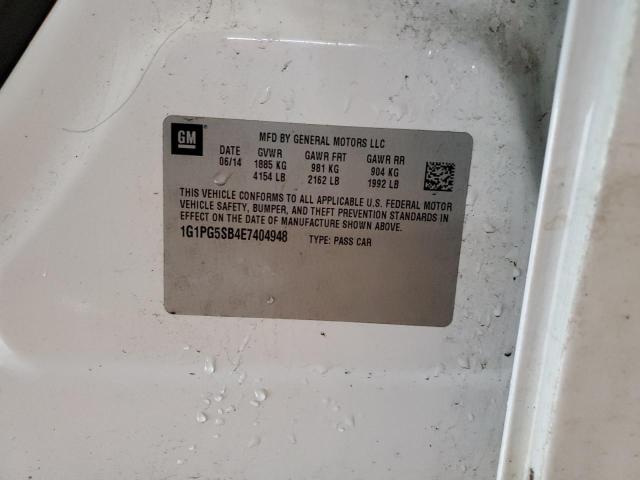 GM
MFD BY GENERAL MOTORS LLC
DATE GVWR GAWR FRT GAWR RR
06/14 1885 KG 981 KG 904 KG
4154 LB 2162 LB 1992 LB
THIS VEHICLE CONFORMS TO ALL APPLICABLE U.S. FEDERAL MOTOR
VEHICLE SAFETY, BUMPER, AND THEFT PREVENTION STANDARDS IN
EFFECT ON THE DATE OF MANUFACTURE SHOWN ABOVE.
1G1PG5SB4E7404948 TYPE: PASS CAR